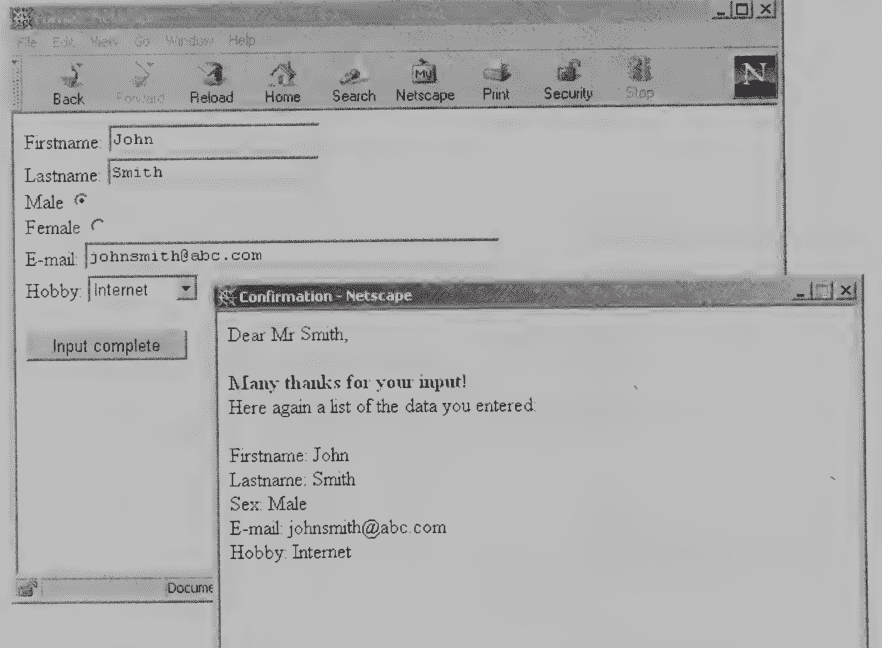 File Edit View Go Window Help
Back Forward Reload Home Search Netscape Print Security Stop
My
N
Firstname: John
Lastname: Smith
Male
Female
E-mail: johnsmith@abc.com
Hobby: Internet
Input complete
Docume
Confirmation - Netscape
Dear Mr Smith,
Many thanks for your input!
Here again a list of the data you entered:
Firstname: John
Lastname: Smith
Sex: Male
E-mail: johnsmith@abc.com
Hobby: Internet